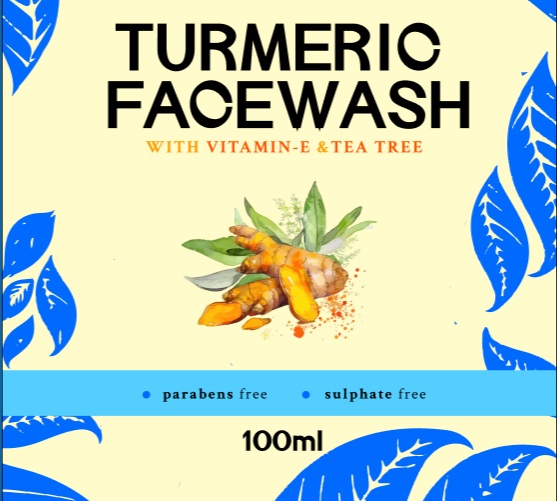 TURMERIC
FACEWASH
WITH VITAMIN-E &TEA TREE
parabens free sulphate free
100ml